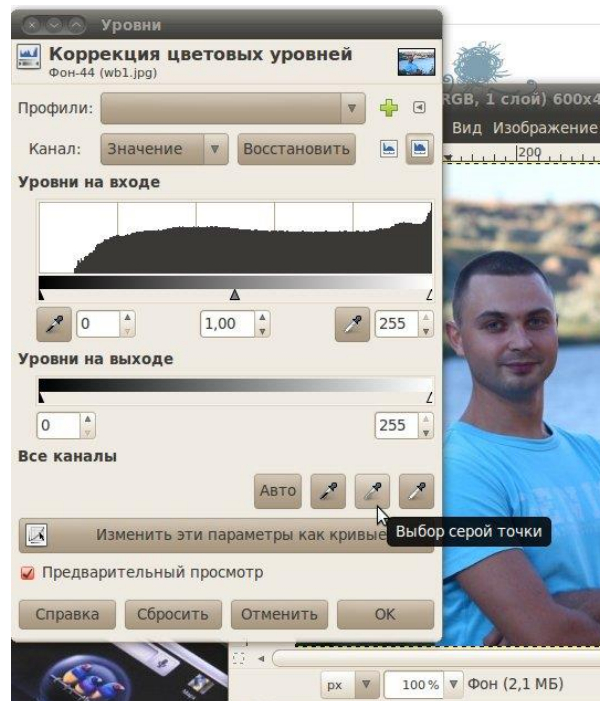 Уровни
Коррекция цветовых уровней
Фон-44 (wb1.jpg)
RGB, 1 слой) 600x4
Профили:
Вид Изображение
Канал: Значение Восстановить
200
Уровни на входе
0 1,00 255
Уровни на выходе
0 255
Все каналы
Авто
Выбор серой точки
Изменить эти параметры как кривые
Предварительный просмотр
Справка Сбросить Отменить OK
px 100 % Фон (2,1 МБ)